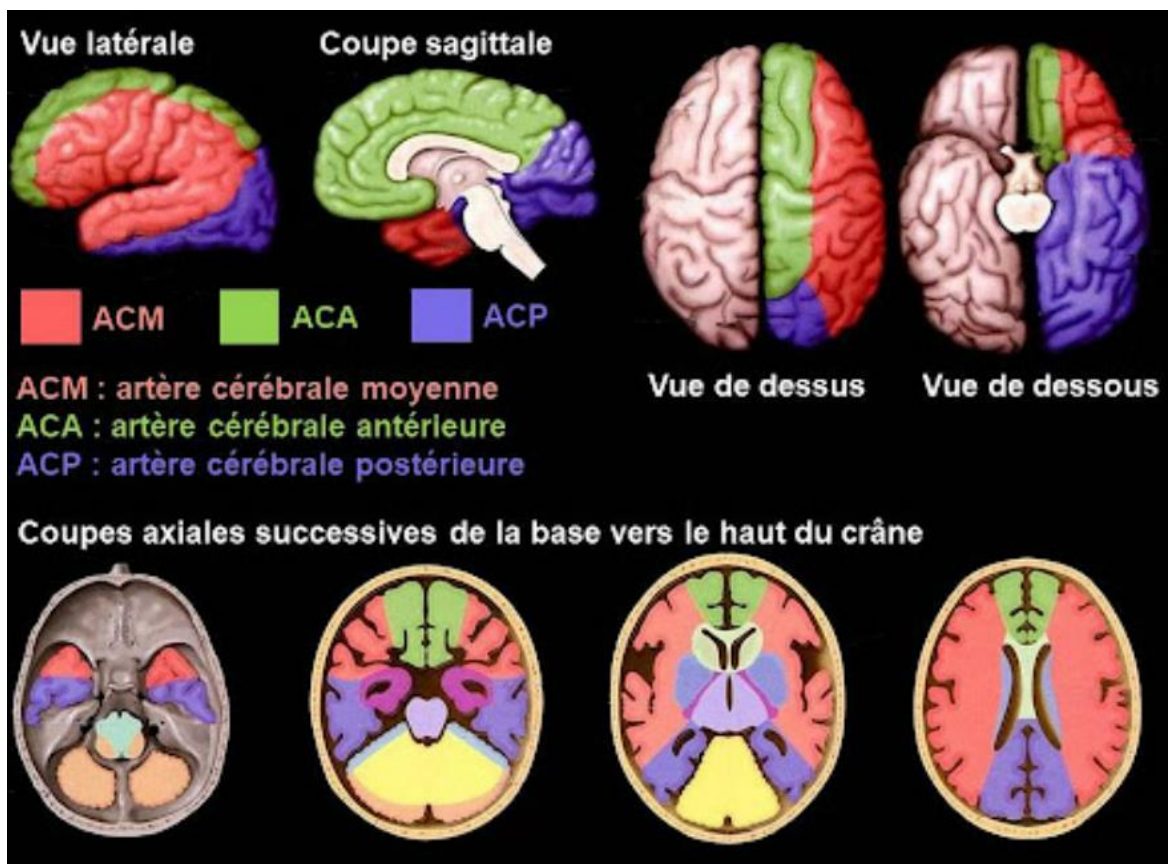 Vue latérale
Coupe sagittale
ACM
ACA
ACP
ACM : artère cérébrale moyenne
ACA : artère cérébrale antérieure
ACP : artère cérébrale postérieure
Vue de dessus
Vue de dessous
Coupes axiales successives de la base vers le haut du crâne